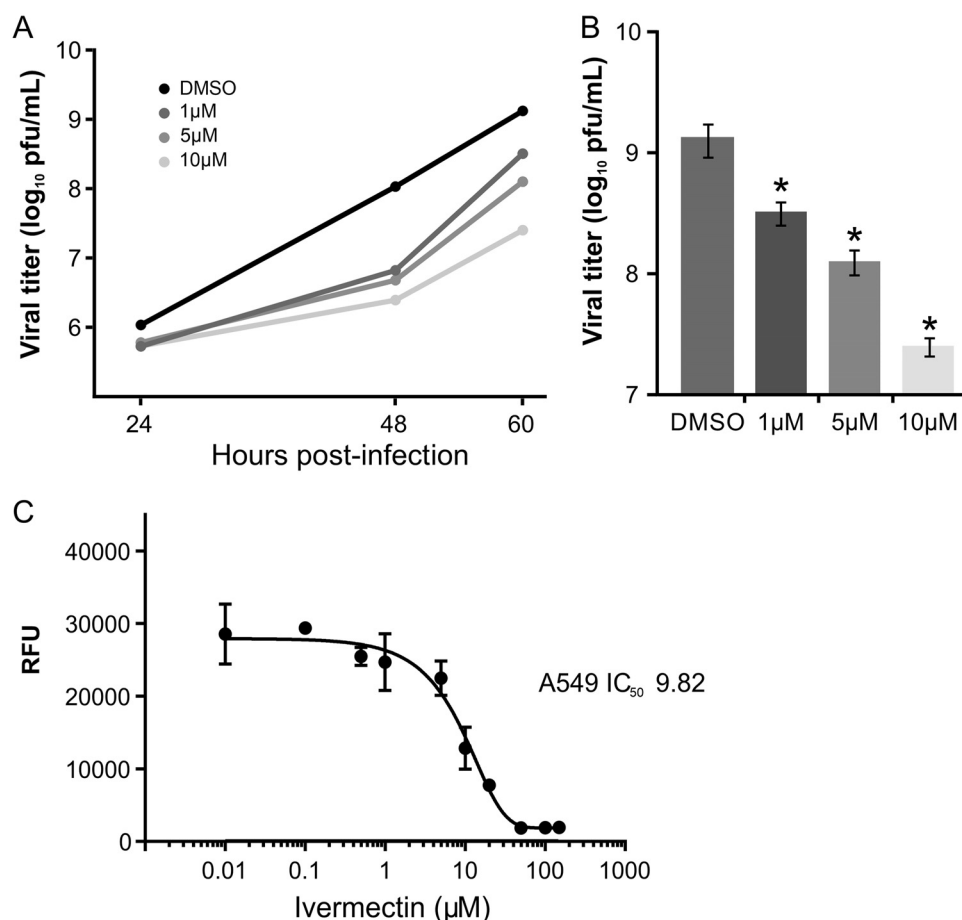 A
Viral titer (log₁₀ pfu/mL)
10
9
8
7
6
DMSO
1µM
5µM
10µM
24
48
60
Hours post-infection
B
Viral titer (log₁₀ pfu/mL)
10
9
8
7
*
*
*
DMSO 1µM 5µM 10µM
C
RFU
40000
30000
20000
10000
0
A549 IC₅₀ 9.82
0.01 0.1 1 10 100 1000
Ivermectin (µM)